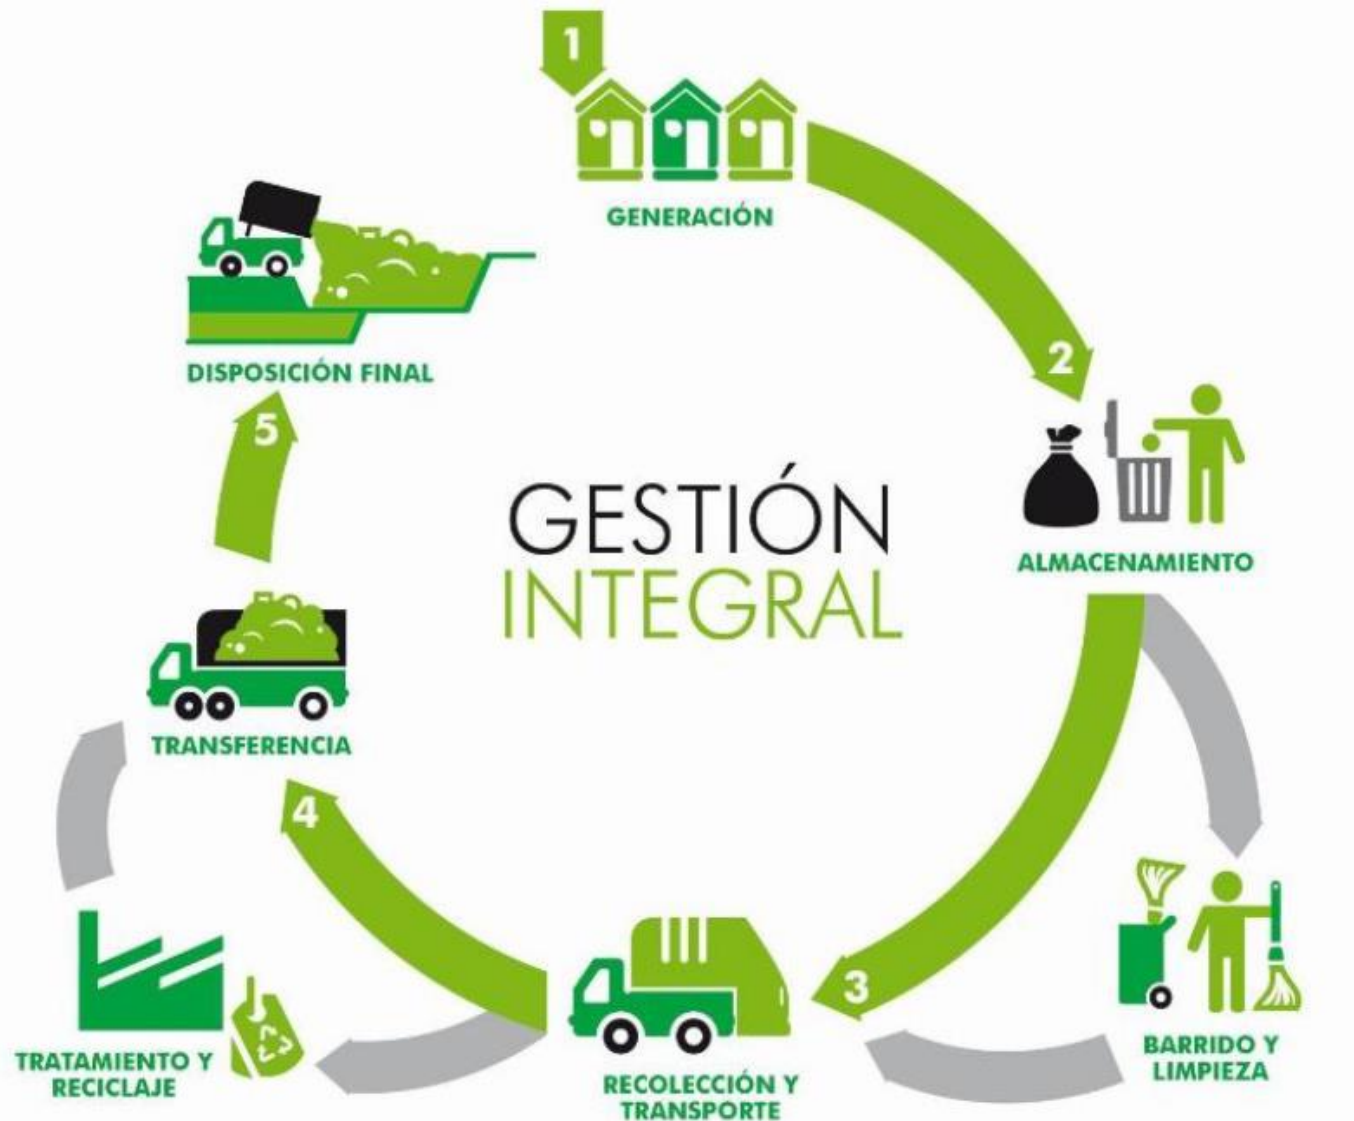 1
GENERACIÓN
2
ALMACENAMIENTO
BARRIDO Y
LIMPIEZA
3
RECOLECCIÓN Y
TRANSPORTE
TRATAMIENTO Y
RECICLAJE
4
TRANSFERENCIA
5
DISPOSICIÓN FINAL
GESTIÓN
INTEGRAL